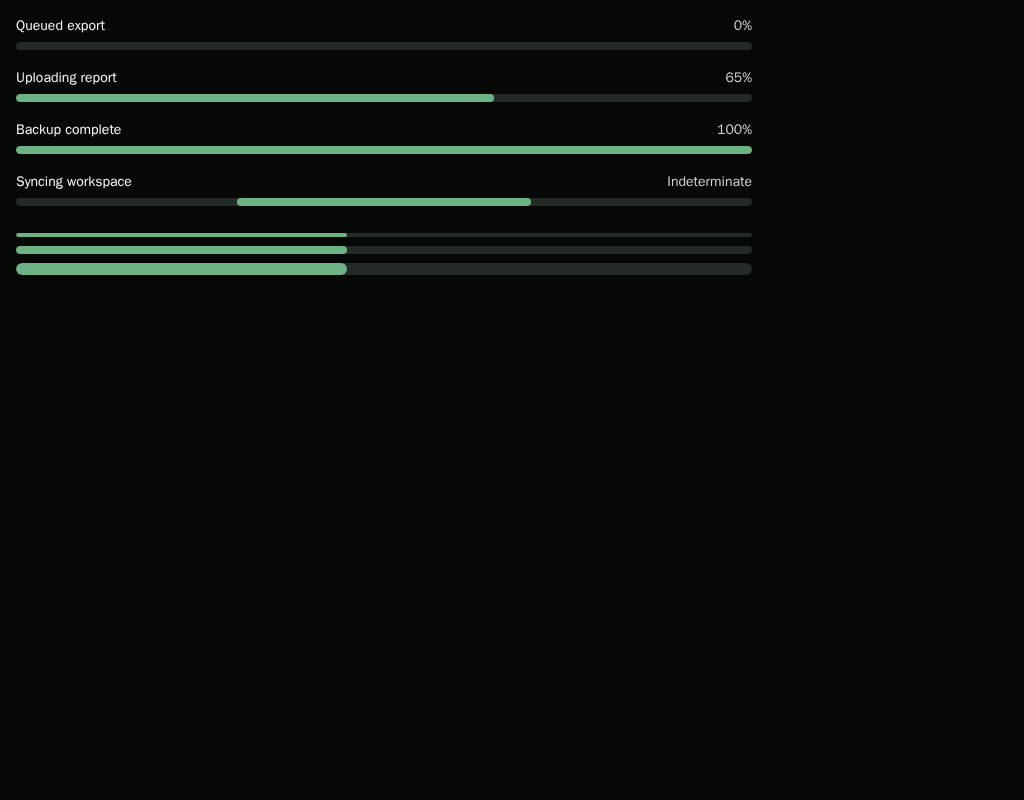 Queued export 0%
Uploading report 65%
Backup complete 100%
Syncing workspace Indeterminate